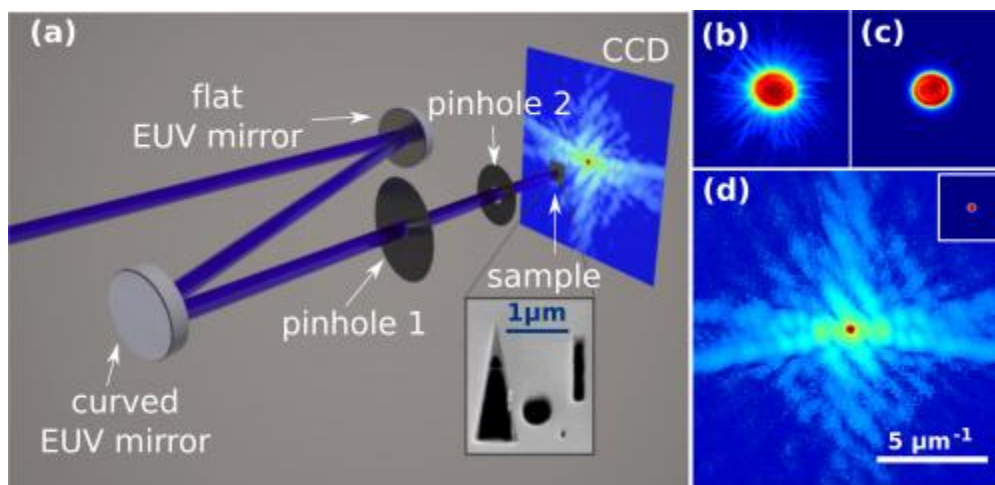 (a)
CCD
flat
EUV mirror
pinhole 2
sample
pinhole 1
1µm
curved
EUV mirror
(b)
(c)
(d)
5 µm⁻¹